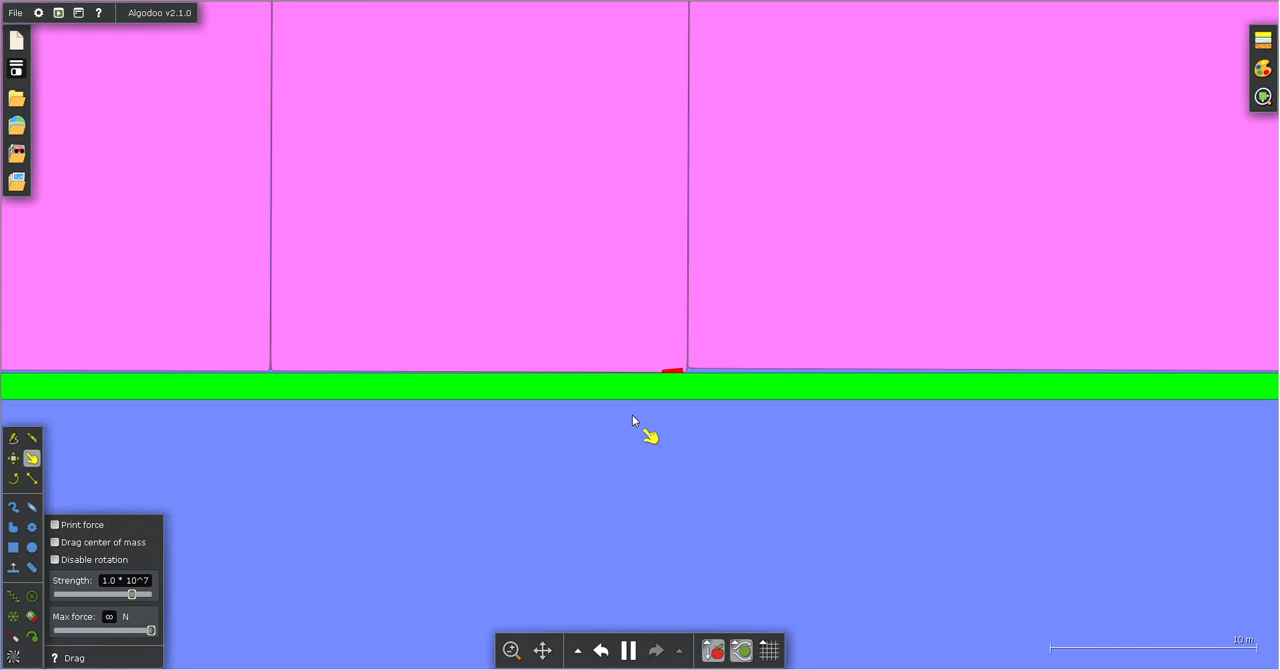 File ? Algodoo v2.1.0
Print force
Drag center of mass
Disable rotation
Strength: 1.0 * 10^7
Max force: ∞ N
? Drag
10 m